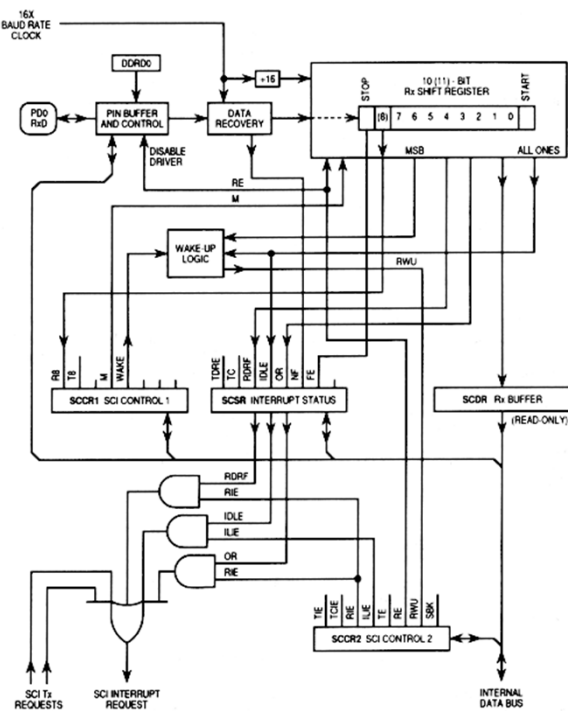 16X
BAUD RATE
CLOCK
DDRD0
÷16
10 (11) - BIT
Rx SHIFT REGISTER
STOP
START
PD0
RxD
PIN BUFFER
AND CONTROL
DATA
RECOVERY
(8) 7 6 5 4 3 2 1 0
DISABLE
DRIVER
MSB
ALL ONES
RE
M
WAKE-UP
LOGIC
RWU
R8
T8
M
WAKE
TDRE
TC
RDRF
IDLE
OR
NF
FE
SCCR1 SCI CONTROL 1
SCSR INTERRUPT STATUS
SCDR Rx BUFFER
(READ-ONLY)
RDRF
RIE
IDLE
ILIE
OR
RIE
TIE
TCIE
RIE
ILIE
TE
RE
RWU
SBK
SCCR2 SCI CONTROL 2
SCI Tx
REQUESTS
SCI INTERRUPT
REQUEST
INTERNAL
DATA BUS